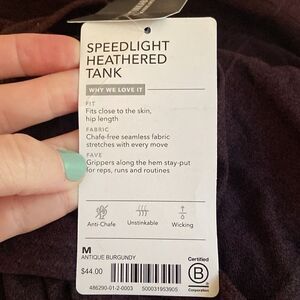 SPEEDLIGHT
HEATHERED
TANK
WHY WE LOVE IT
FIT
Fits close to the skin,
hip length
FABRIC
Chafe-free seamless fabric
stretches with every move
FAVE
Grippers along the hem stay-put
for reps, runs and routines
Anti-Chafe
Unstinkable
Wicking
M
ANTIQUE BURGUNDY
$44.00
486290-01-2-0003
500031953905
Certified
B
Corporation